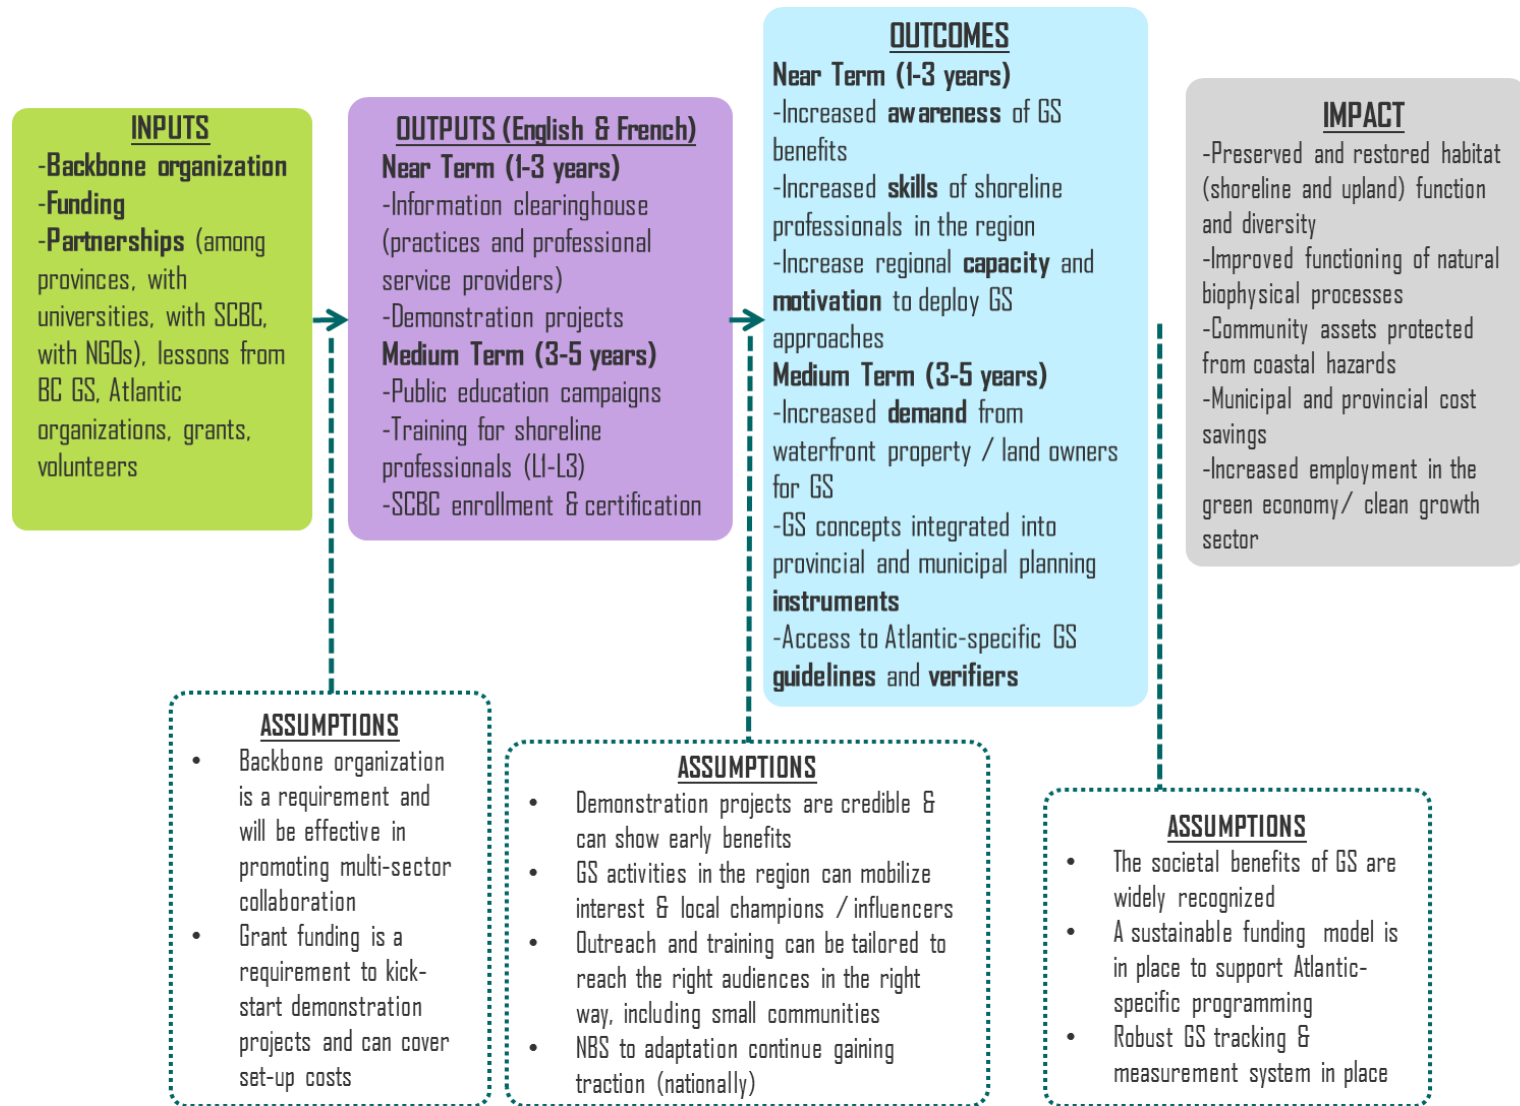 INPUTS
-Backbone organization
-Funding
-Partnerships (among
provinces, with
universities, with SCBC,
with NGOs), lessons from
BC GS, Atlantic
organizations, grants,
volunteers
OUTPUTS (English & French)
Near Term (1-3 years)
-Information clearinghouse
(practices and professional
service providers)
-Demonstration projects
Medium Term (3-5 years)
-Public education campaigns
-Training for shoreline
professionals (L1-L3)
-SCBC enrollment & certification
OUTCOMES
Near Term (1-3 years)
-Increased awareness of GS
benefits
-Increased skills of shoreline
professionals in the region
-Increase regional capacity and
motivation to deploy GS
approaches
Medium Term (3-5 years)
-Increased demand from
waterfront property / land owners
for GS
-GS concepts integrated into
provincial and municipal planning
instruments
-Access to Atlantic-specific GS
guidelines and verifiers
IMPACT
-Preserved and restored habitat
(shoreline and upland) function
and diversity
-Improved functioning of natural
biophysical processes
-Community assets protected
from coastal hazards
-Municipal and provincial cost
savings
-Increased employment in the
green economy/ clean growth
sector
ASSUMPTIONS
• Backbone organization
is a requirement and
will be effective in
promoting multi-sector
collaboration
• Grant funding is a
requirement to kick-
start demonstration
projects and can cover
set-up costs
ASSUMPTIONS
• Demonstration projects are credible &
can show early benefits
• GS activities in the region can mobilize
interest & local champions / influencers
• Outreach and training can be tailored to
reach the right audiences in the right
way, including small communities
• NBS to adaptation continue gaining
traction (nationally)
ASSUMPTIONS
• The societal benefits of GS are
widely recognized
• A sustainable funding model is
in place to support Atlantic-
specific programming
• Robust GS tracking &
measurement system in place